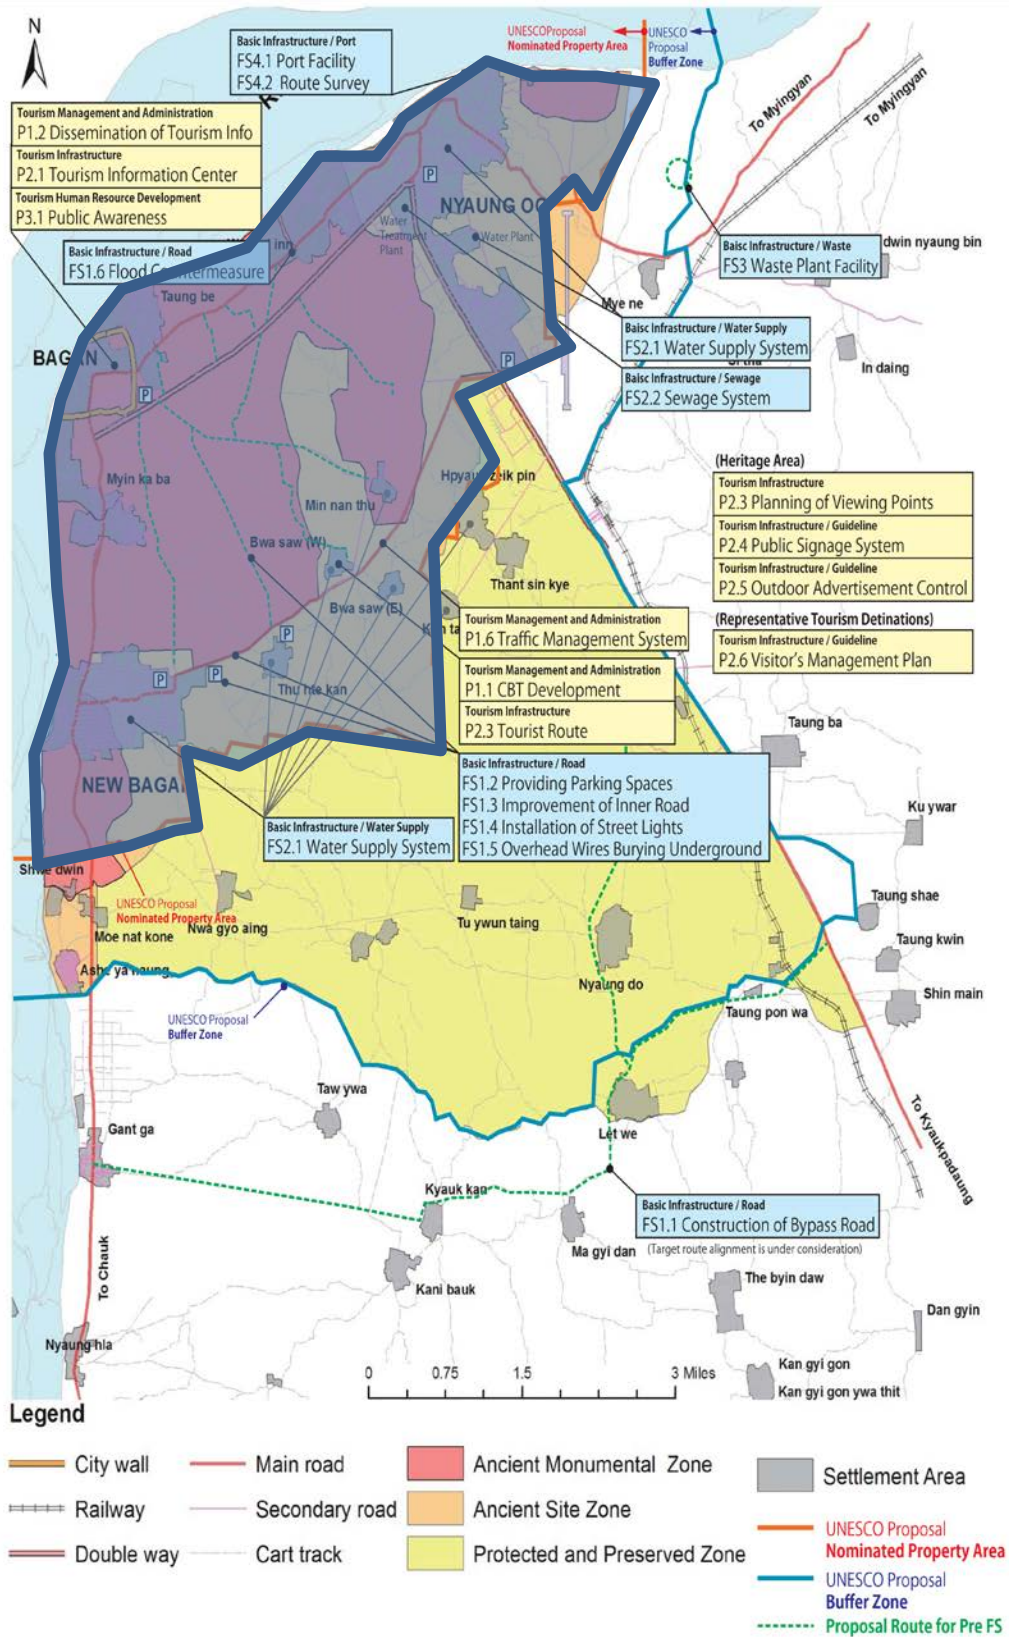 N
Basic Infrastructure / Port
FS4.1 Port Facility
FS4.2 Route Survey
UNESCO Proposal
Nominated Property Area
UNESCO
Proposal
Buffer Zone
To Myingyan
To Myingyan
Tourism Management and Administration
P1.2 Dissemination of Tourism Info
Tourism Infrastructure
P2.1 Tourism Information Center
Tourism Human Resource Development
P3.1 Public Awareness
P
NYAUNG OO
Water
Treatment
Plant
Water Plant
Basic Infrastructure / Road
FS1.6 Flood Countermeasure
inn
Taung be
Baisc Infrastructure / Waste
FS3 Waste Plant Facility
dwin nyaung bin
Mye ne
Baisc Infrastructure / Water Supply
FS2.1 Water Supply System
Baisc Infrastructure / Sewage
FS2.2 Sewage System
In daing
BAGAN
P
P
Myin ka ba
Hpyau zeik pin
Min nan thu
Bwa saw (W)
Bwa saw (E)
Thant sin kye
(Heritage Area)
Tourism Infrastructure
P2.3 Planning of Viewing Points
Tourism Infrastructure / Guideline
P2.4 Public Signage System
Tourism Infrastructure / Guideline
P2.5 Outdoor Advertisement Control
(Representative Tourism Detinations)
Tourism Infrastructure / Guideline
P2.6 Visitor's Management Plan
Tourism Management and Administration
P1.6 Traffic Management System
Tourism Management and Administration
P1.1 CBT Development
Tourism Infrastructure
P2.3 Tourist Route
P
P
P
Thu hte kan
Taung ba
NEW BAGAN
Basic Infrastructure / Road
FS1.2 Providing Parking Spaces
FS1.3 Improvement of Inner Road
FS1.4 Installation of Street Lights
FS1.5 Overhead Wires Burying Underground
Basic Infrastructure / Water Supply
FS2.1 Water Supply System
Ku ywar
Shwe dwin
UNESCO Proposal
Nominated Property Area
Moe nat kone
Nwa gyo aing
Tu ywun taing
Taung shae
Taung kwin
Ashe ya naung
Nyaung do
Shin main
Taung pon wa
UNESCO Proposal
Buffer Zone
Taw ywa
Let we
Gant ga
To Kyaukpadaung
Kyauk kan
Basic Infrastructure / Road
FS1.1 Construction of Bypass Road
(Target route alignment is under consideration)
Ma gyi dan
To Chauk
Kani bauk
The byin daw
Dan gyin
Nyaung hla
Kan gyi gon
Kan gyi gon ywa thit
0 0.75 1.5 3 Miles
Legend
City wall
Railway
Double way
Main road
Secondary road
Cart track
Ancient Monumental Zone
Ancient Site Zone
Protected and Preserved Zone
Settlement Area
UNESCO Proposal
Nominated Property Area
UNESCO Proposal
Buffer Zone
Proposal Route for Pre FS